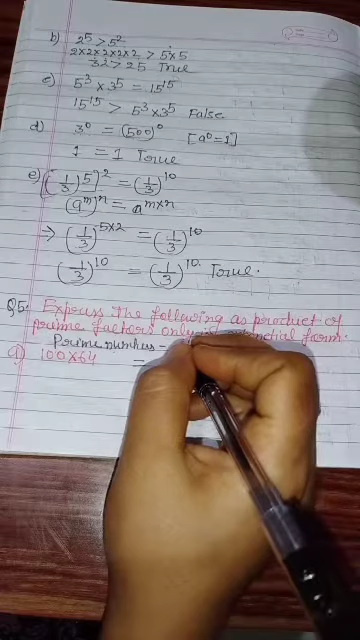 b) 2⁵ > 5²
2×2×2×2×2 > 5×5
32 > 25 True
c) 5³ × 3⁵ = 15¹⁵
15¹⁵ > 5³×3⁵ False
d) 3⁰ = (500)⁰ [a⁰=1]
1 = 1 True
e) [(1/3)5]² = (1/3)¹⁰
(aᵐ)ⁿ = aᵐˣⁿ
⇒ (1/3)⁵ˣ² = (1/3)¹⁰
(1/3)¹⁰ = (1/3)¹⁰. True.
Q5. Express the following as product of
prime factors only form.
Prime numbers -
a) 100×64 =